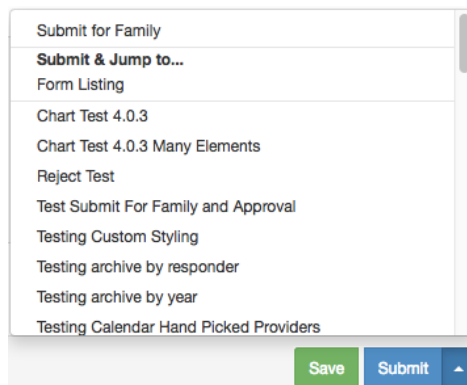 Submit for Family
Submit & Jump to...
Form Listing
Chart Test 4.0.3
Chart Test 4.0.3 Many Elements
Reject Test
Test Submit For Family and Approval
Testing Custom Styling
Testing archive by responder
Testing archive by year
Testing Calendar Hand Picked Providers
Save Submit